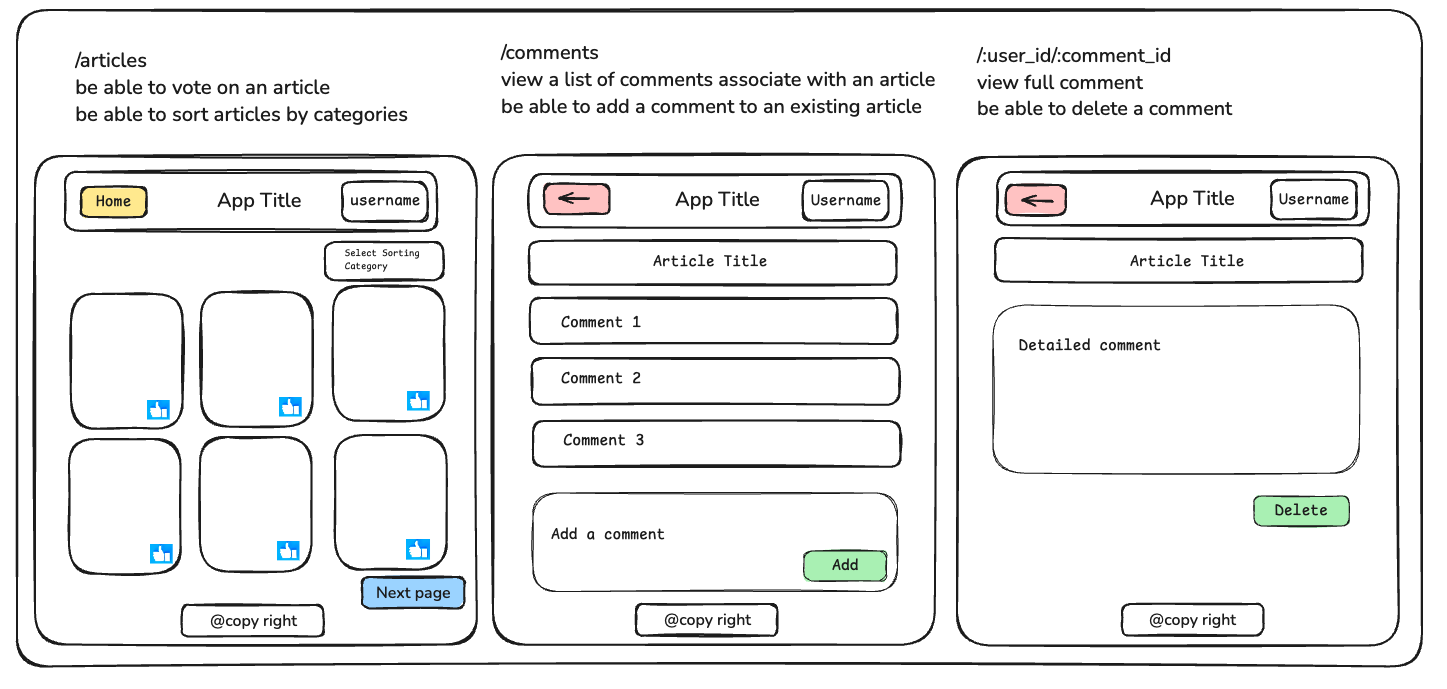 /articles
be able to vote on an article
be able to sort articles by categories
Home
App Title
username
Select Sorting
Category
Next page
@copy right
/comments
view a list of comments associate with an article
be able to add a comment to an existing article
App Title
Username
Article Title
Comment 1
Comment 2
Comment 3
Add a comment
Add
@copy right
/:user_id/:comment_id
view full comment
be able to delete a comment
App Title
Username
Article Title
Detailed comment
Delete
@copy right